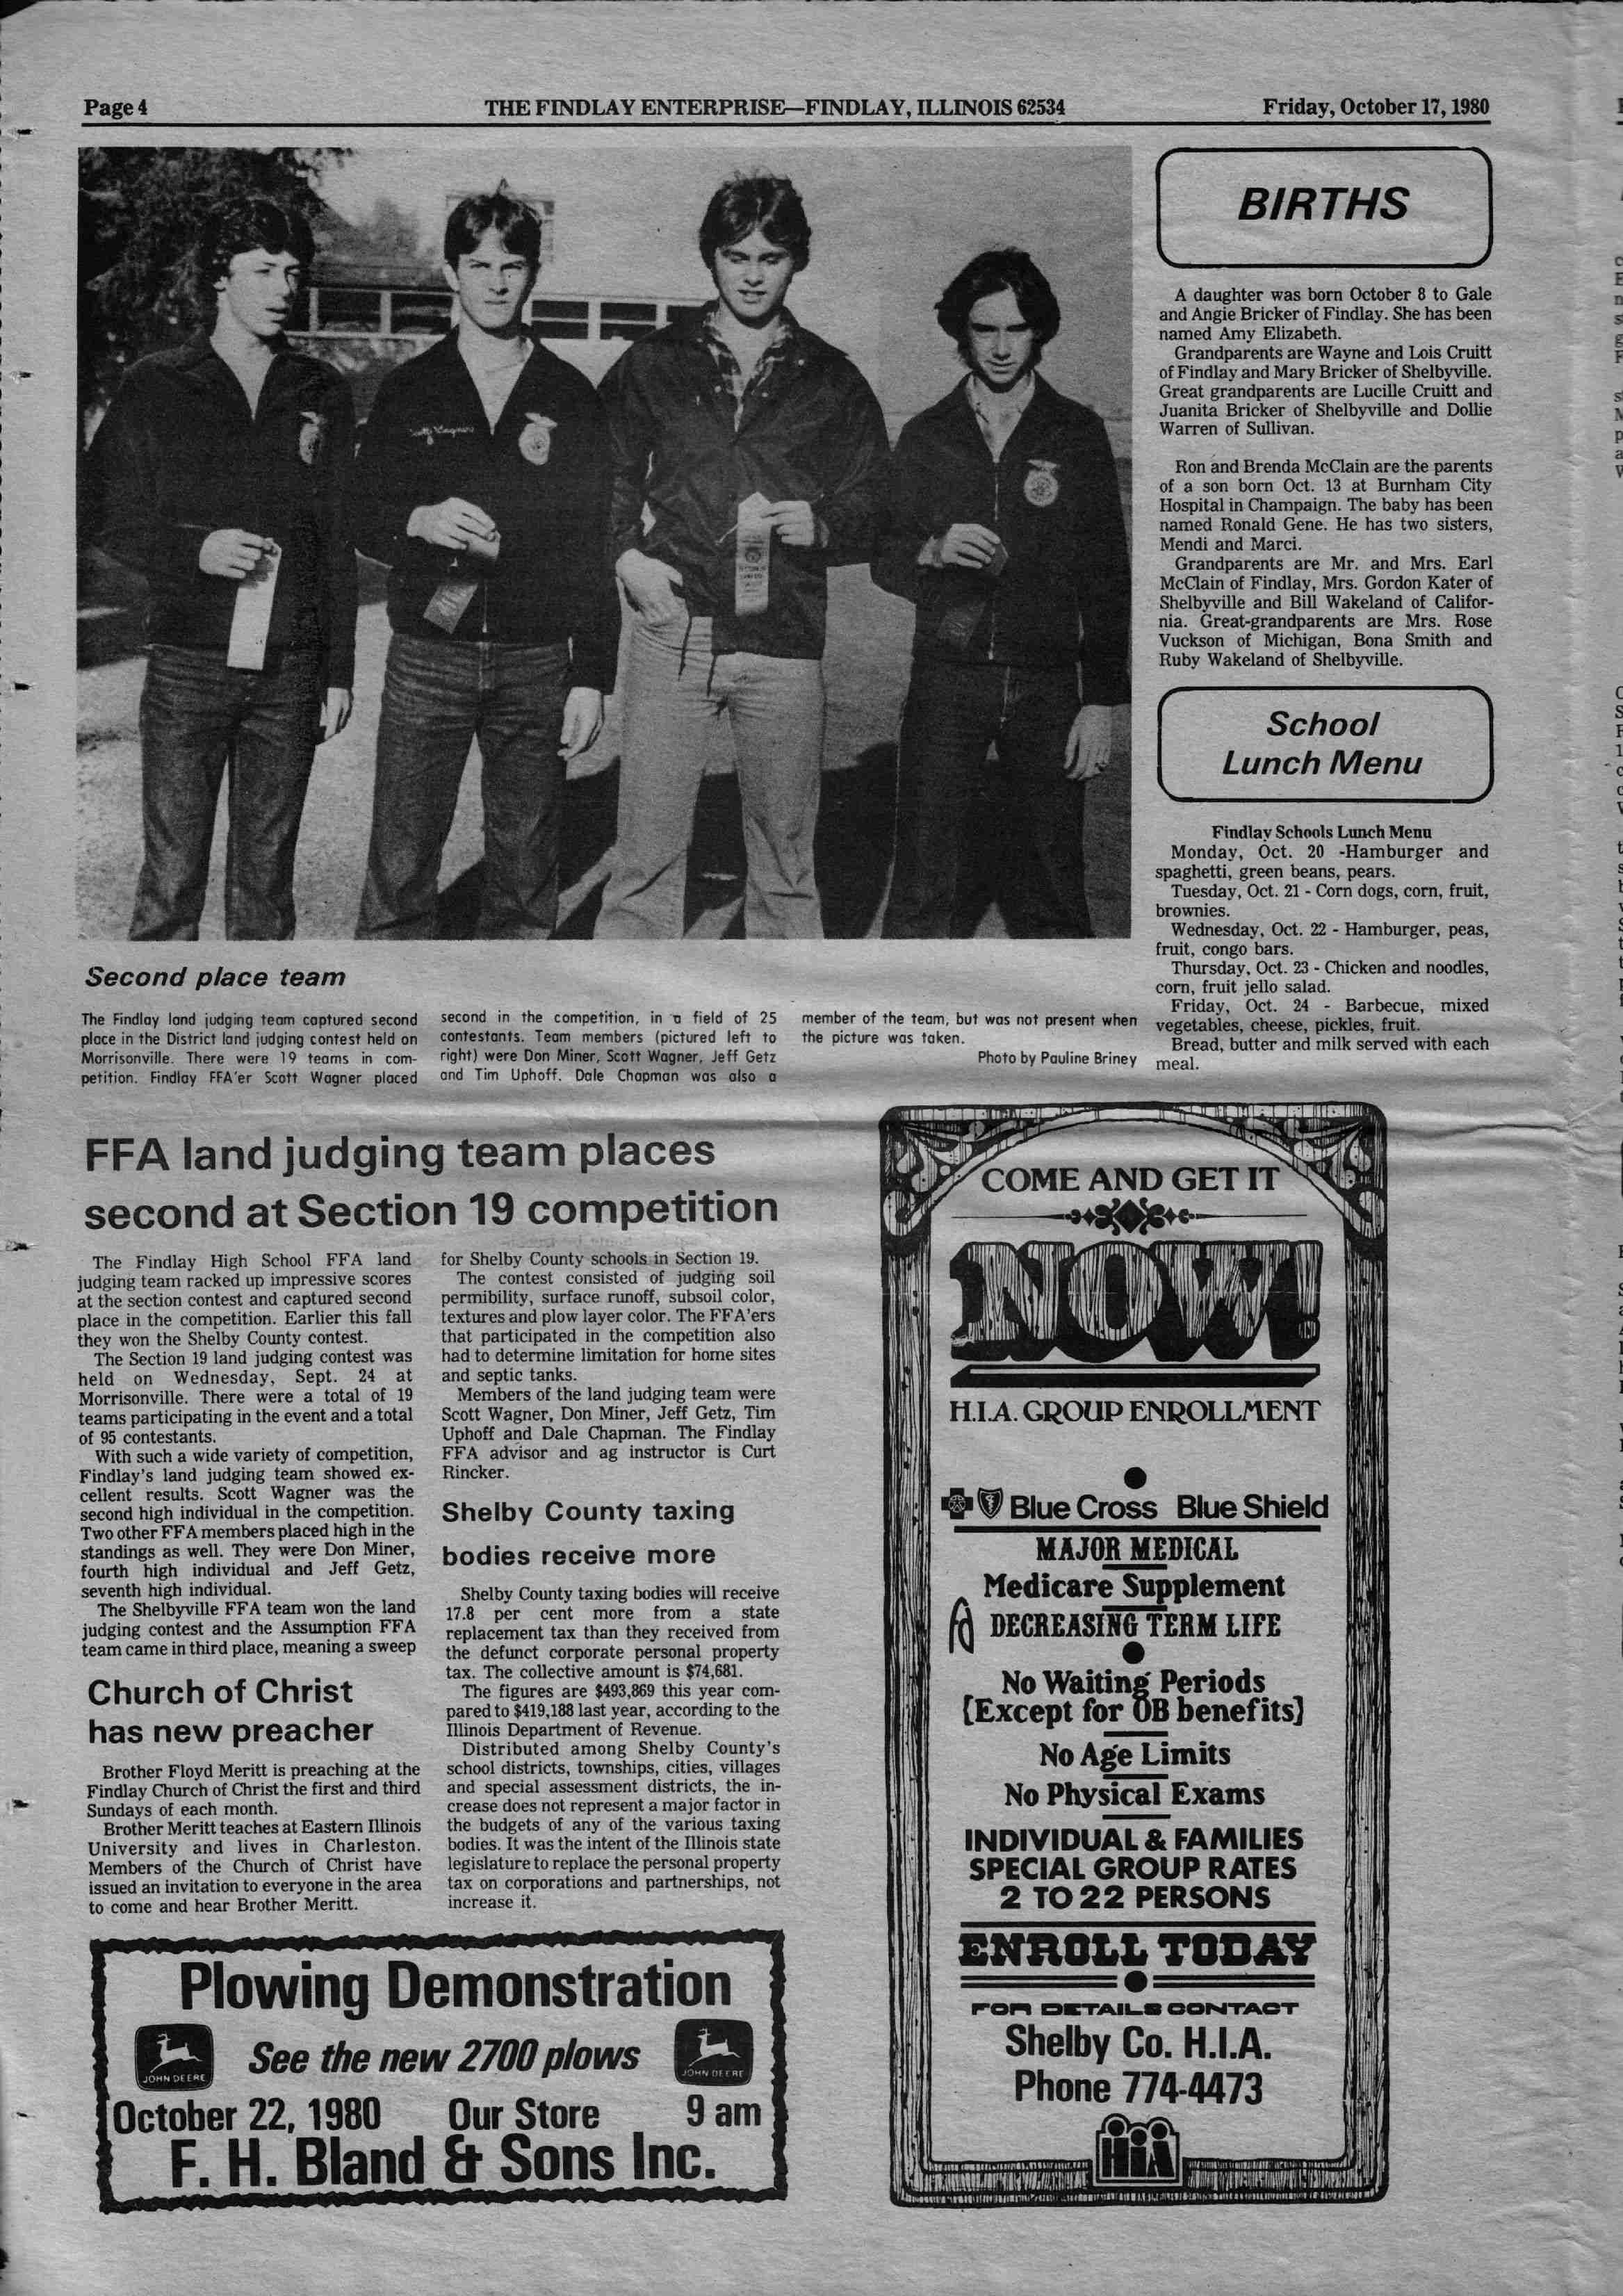 Page 4
THE FINDLAY ENTERPRISE—FINDLAY, ILLINOIS 62534
Friday, October 17, 1980
Second place team
The Findlay land judging team captured second
place in the District land judging contest held on
Morrisonville. There were 19 teams in com-
petition. Findlay FFA'er Scott Wagner placed
second in the competition, in a field of 25
contestants. Team members (pictured left to
right) were Don Miner, Scott Wagner, Jeff Getz
and Tim Uphoff. Dale Chapman was also a
member of the team, but was not present when
the picture was taken.
Photo by Pauline Briney
BIRTHS
A daughter was born October 8 to Gale
and Angie Bricker of Findlay. She has been
named Amy Elizabeth.
Grandparents are Wayne and Lois Cruitt
of Findlay and Mary Bricker of Shelbyville.
Great grandparents are Lucille Cruitt and
Juanita Bricker of Shelbyville and Dollie
Warren of Sullivan.
Ron and Brenda McClain are the parents
of a son born Oct. 13 at Burnham City
Hospital in Champaign. The baby has been
named Ronald Gene. He has two sisters,
Mendi and Marci.
Grandparents are Mr. and Mrs. Earl
McClain of Findlay, Mrs. Gordon Kater of
Shelbyville and Bill Wakeland of Califor-
nia. Great-grandparents are Mrs. Rose
Vuckson of Michigan, Bona Smith and
Ruby Wakeland of Shelbyville.
School
Lunch Menu
Findlay Schools Lunch Menu
Monday, Oct. 20 -Hamburger and
spaghetti, green beans, pears.
Tuesday, Oct. 21 - Corn dogs, corn, fruit,
brownies.
Wednesday, Oct. 22 - Hamburger, peas,
fruit, congo bars.
Thursday, Oct. 23 - Chicken and noodles,
corn, fruit jello salad.
Friday, Oct. 24 - Barbecue, mixed
vegetables, cheese, pickles, fruit.
Bread, butter and milk served with each
meal.
FFA land judging team places
second at Section 19 competition
The Findlay High School FFA land
judging team racked up impressive scores
at the section contest and captured second
place in the competition. Earlier this fall
they won the Shelby County contest.
The Section 19 land judging contest was
held on Wednesday, Sept. 24 at
Morrisonville. There were a total of 19
teams participating in the event and a total
of 95 contestants.
With such a wide variety of competition,
Findlay's land judging team showed ex-
cellent results. Scott Wagner was the
second high individual in the competition.
Two other FFA members placed high in the
standings as well. They were Don Miner,
fourth high individual and Jeff Getz,
seventh high individual.
The Shelbyville FFA team won the land
judging contest and the Assumption FFA
team came in third place, meaning a sweep
for Shelby County schools in Section 19.
The contest consisted of judging soil
permibility, surface runoff, subsoil color,
textures and plow layer color. The FFA'ers
that participated in the competition also
had to determine limitation for home sites
and septic tanks.
Members of the land judging team were
Scott Wagner, Don Miner, Jeff Getz, Tim
Uphoff and Dale Chapman. The Findlay
FFA advisor and ag instructor is Curt
Rincker.
Church of Christ
has new preacher
Brother Floyd Meritt is preaching at the
Findlay Church of Christ the first and third
Sundays of each month.
Brother Meritt teaches at Eastern Illinois
University and lives in Charleston.
Members of the Church of Christ have
issued an invitation to everyone in the area
to come and hear Brother Meritt.
Shelby County taxing
bodies receive more
Shelby County taxing bodies will receive
17.8 per cent more from a state
replacement tax than they received from
the defunct corporate personal property
tax. The collective amount is $74,681.
The figures are $493,869 this year com-
pared to $419,188 last year, according to the
Illinois Department of Revenue.
Distributed among Shelby County's
school districts, townships, cities, villages
and special assessment districts, the in-
crease does not represent a major factor in
the budgets of any of the various taxing
bodies. It was the intent of the Illinois state
legislature to replace the personal property
tax on corporations and partnerships, not
increase it.
Plowing Demonstration
See the new 2700 plows
JOHN DEERE
JOHN DEERE
October 22, 1980 Our Store 9 am
F. H. Bland & Sons Inc.
COME AND GET IT
NOW!
H.I.A. GROUP ENROLLMENT
Blue Cross Blue Shield
MAJOR MEDICAL
Medicare Supplement
DECREASING TERM LIFE
No Waiting Periods
[Except for OB benefits]
No Age Limits
No Physical Exams
INDIVIDUAL & FAMILIES
SPECIAL GROUP RATES
2 TO 22 PERSONS
ENROLL TODAY
FOR DETAILS CONTACT
Shelby Co. H.I.A.
Phone 774-4473
HIA